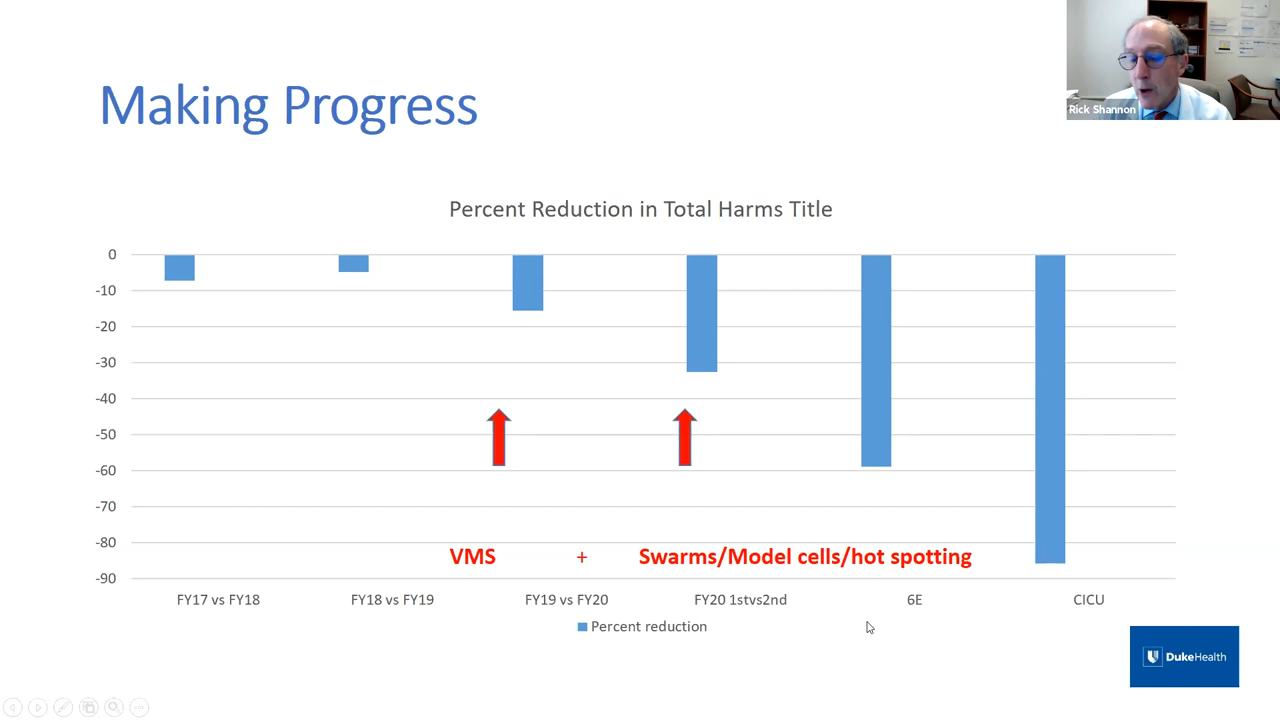 Rick Shannon
Making Progress
Percent Reduction in Total Harms Title
0
-10
-20
-30
-40
-50
-60
-70
-80
-90
VMS + Swarms/Model cells/hot spotting
FY17 vs FY18 FY18 vs FY19 FY19 vs FY20 FY20 1stvs2nd 6E CICU
Percent reduction
DukeHealth